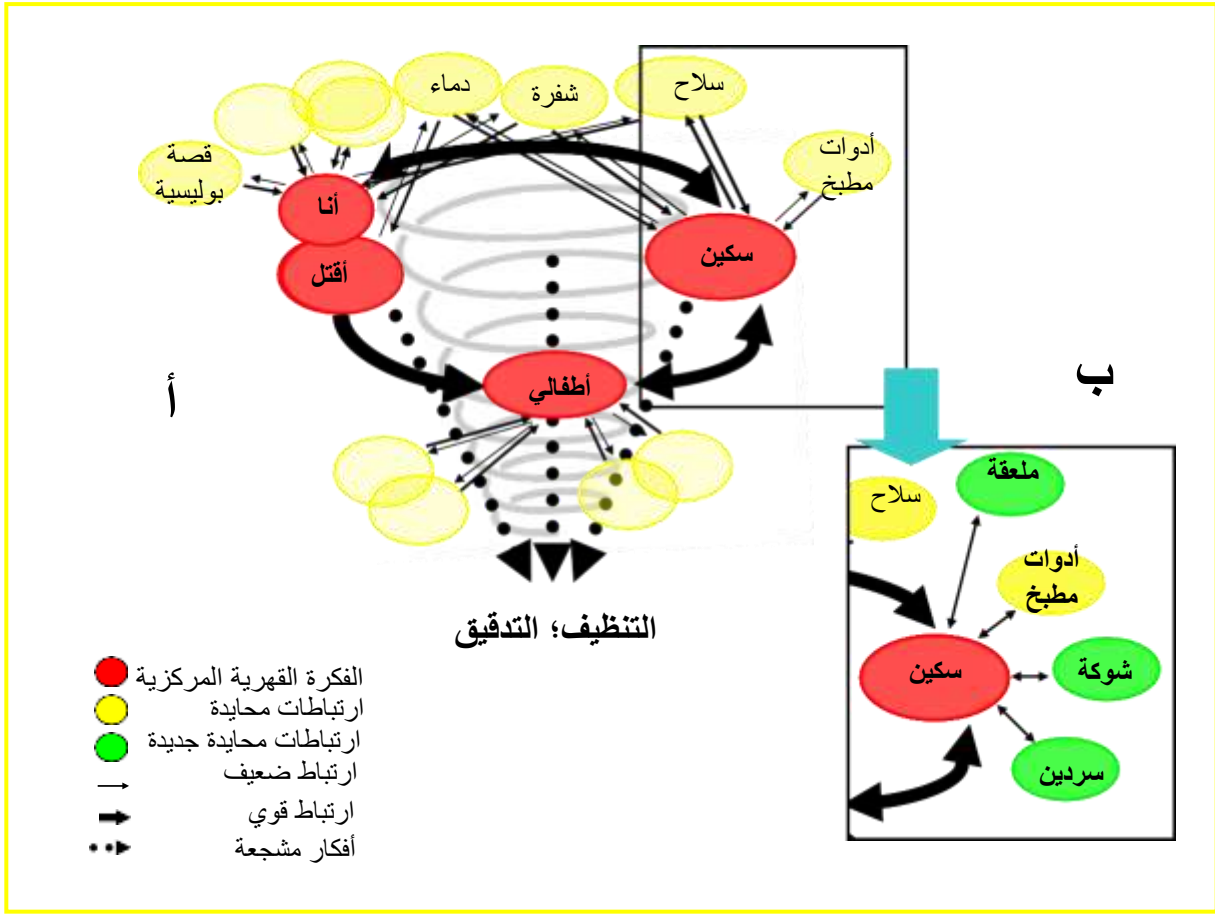 سلاح
شفرة
دماء
أدوات
مطبخ
قصة
بوليسية
أنا
سكين
أقتل
أطفالي
ب
أ
ملعقة
سلاح
أدوات
مطبخ
سكين
شوكة
سردين
التنظيف؛ التدقيق
الفكرة القهرية المركزية
ارتباطات محايدة
ارتباطات محايدة جديدة
ارتباط ضعيف
ارتباط قوي
أفكار مشجعة